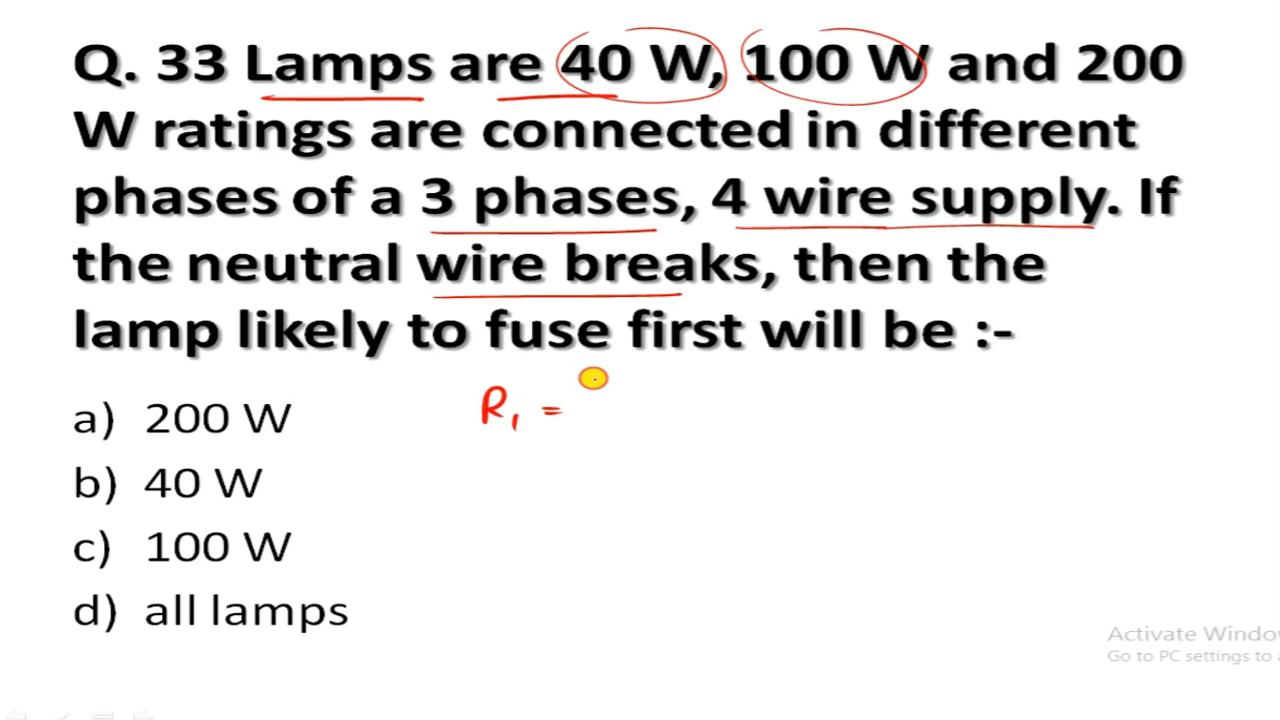 Q. 33 Lamps are 40 W, 100 W and 200
W ratings are connected in different
phases of a 3 phases, 4 wire supply. If
the neutral wire breaks, then the
lamp likely to fuse first will be :-
R1 =
a) 200 W
b) 40 W
c) 100 W
d) all lamps
Activate Windo
Go to PC settings to a